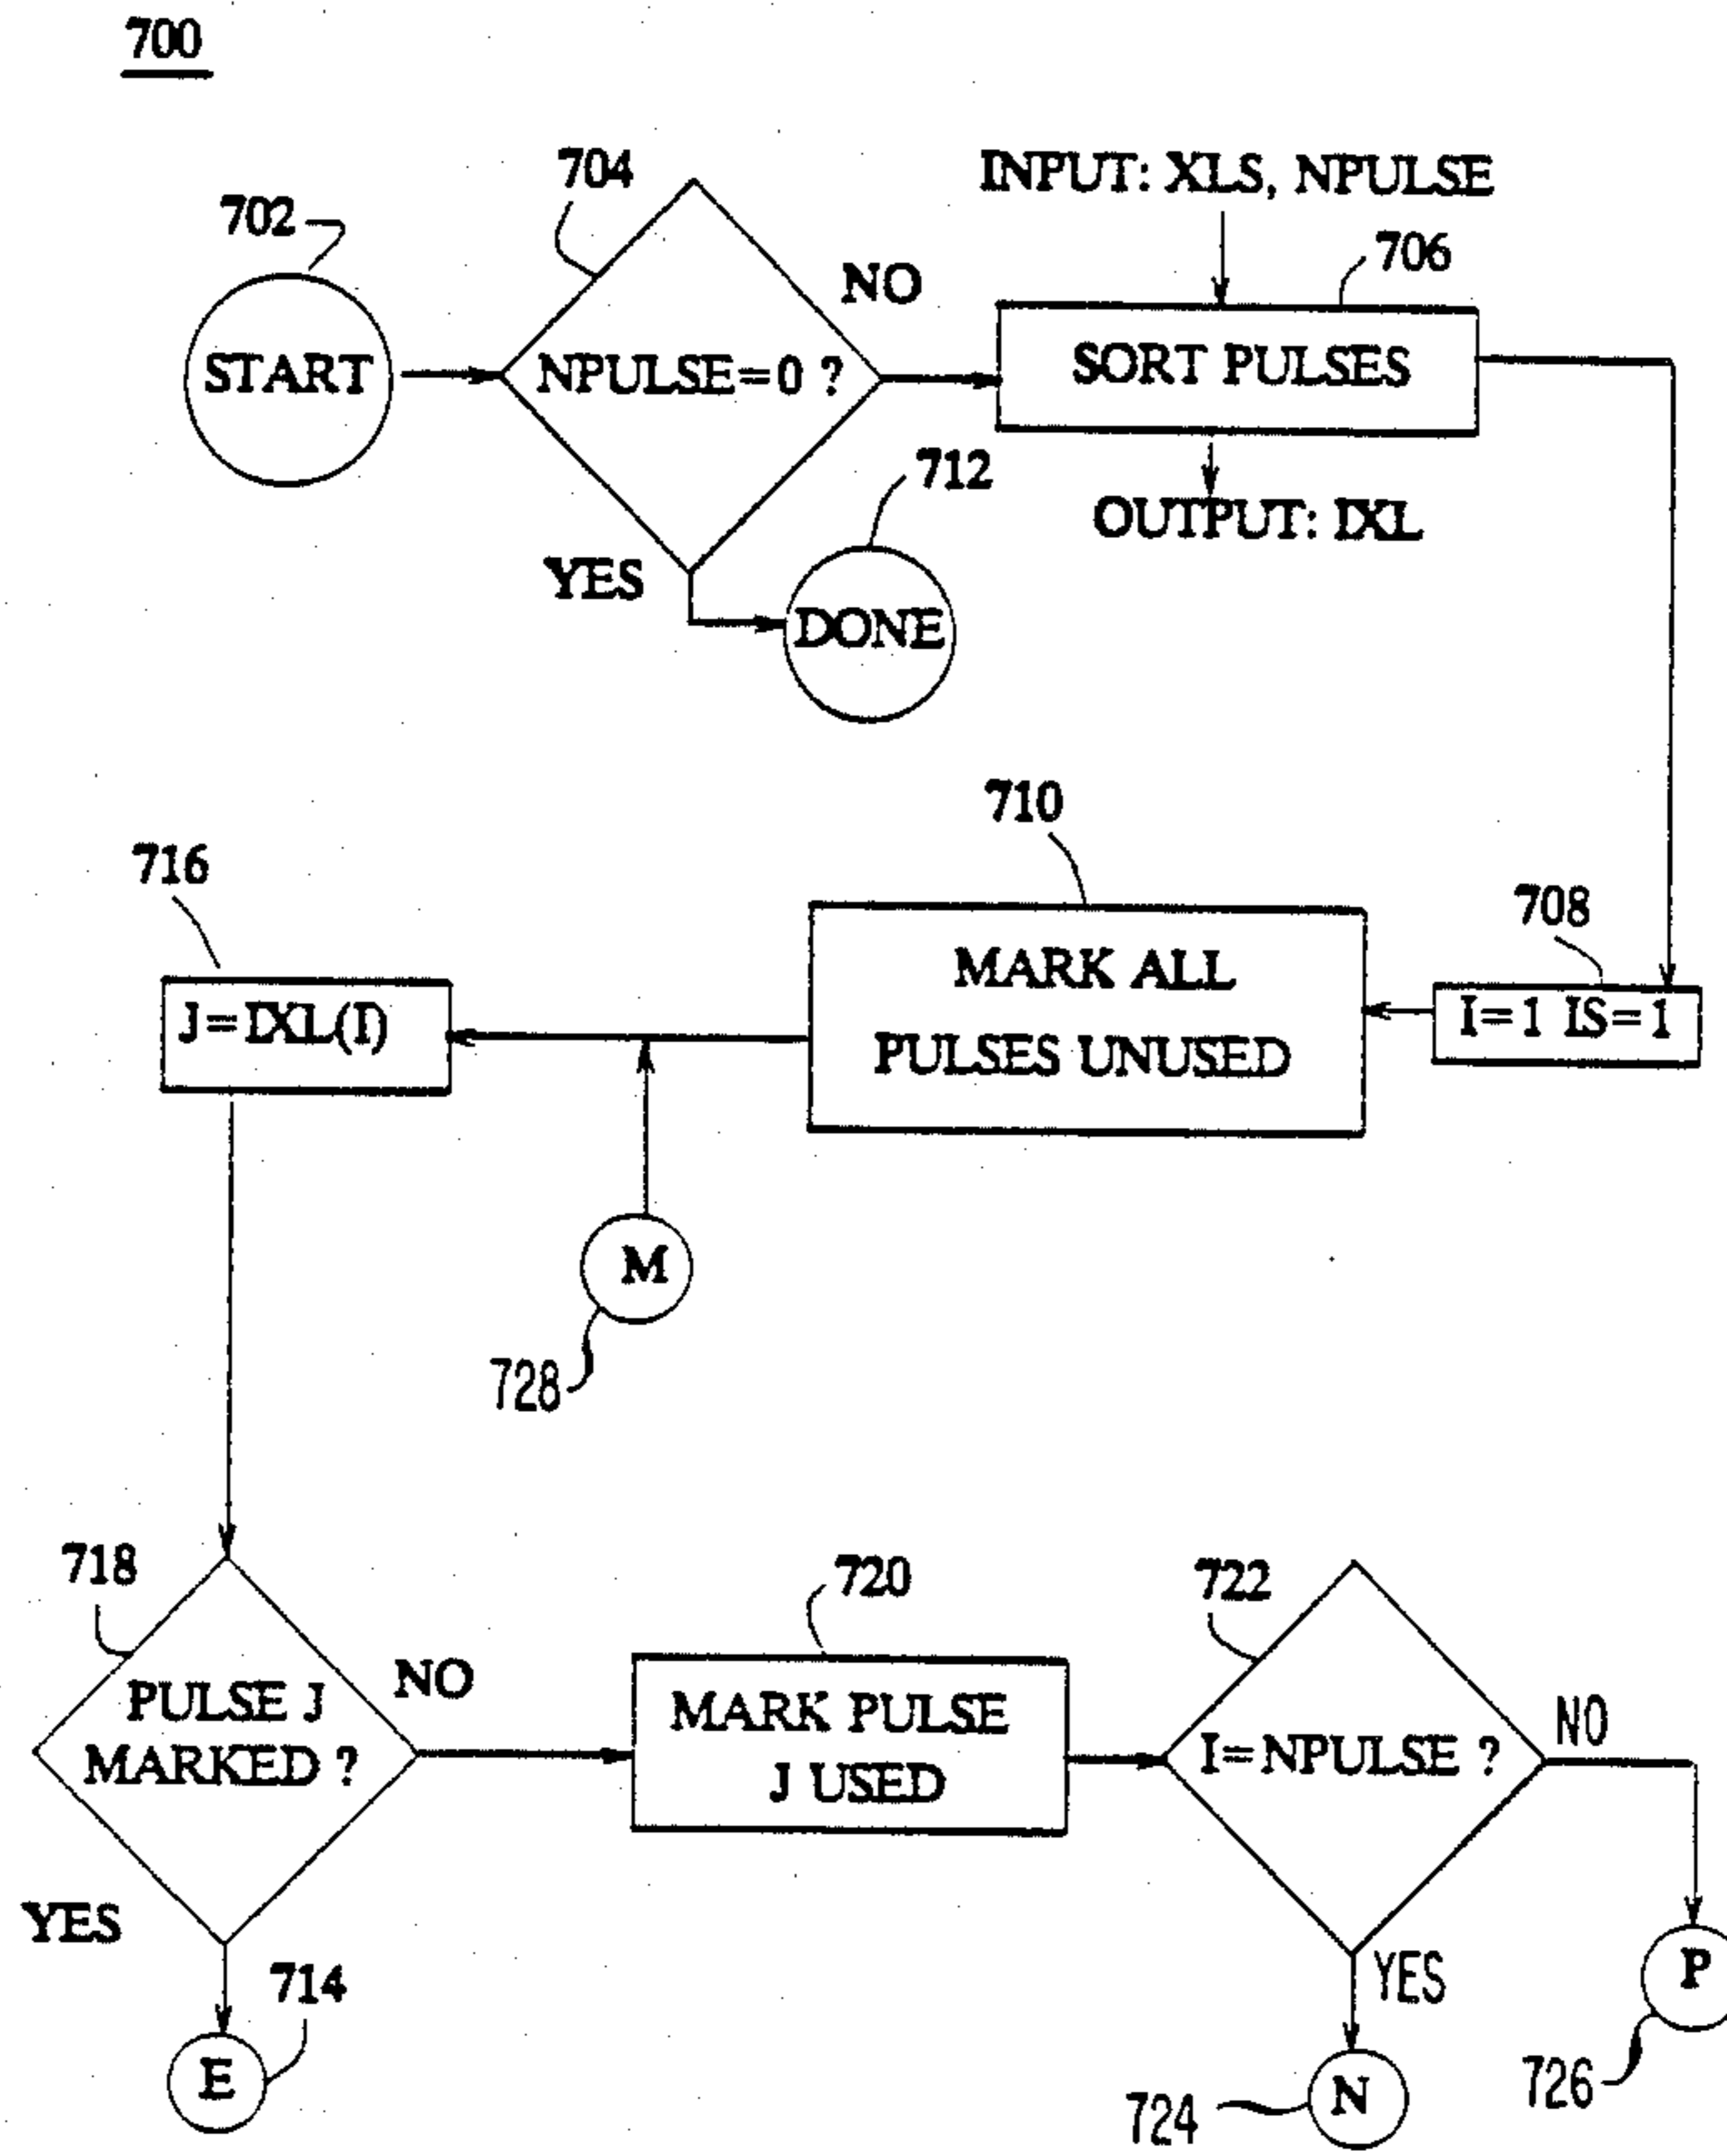 700
702
704
INPUT: XLS, NPULSE
706
NO
START
NPULSE=0 ?
SORT PULSES
712
OUTPUT: IXL
YES
DONE
710
716
708
MARK ALL
PULSES UNUSED
I=1 IS=1
J=IXL(I)
M
728
718
720
722
NO
PULSE J
MARKED ?
MARK PULSE
J USED
I=NPULSE ?
NO
YES
714
YES
P
E
N
724
726